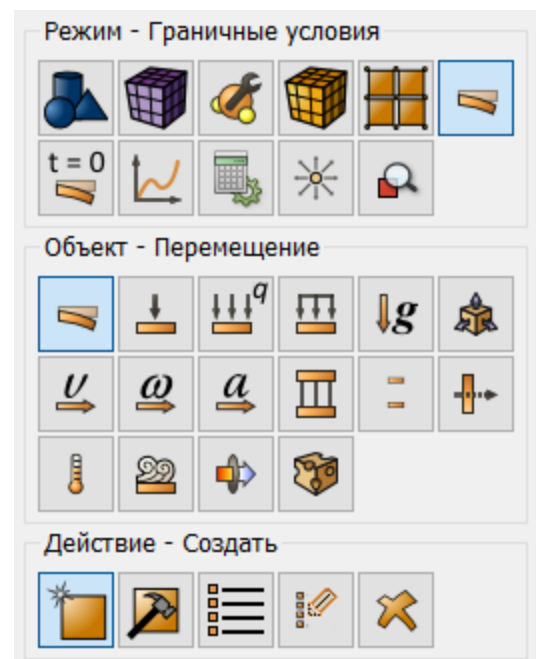 Режим - Граничные условия
t = 0
Объект - Перемещение
q
g
υ ω a
Действие - Создать